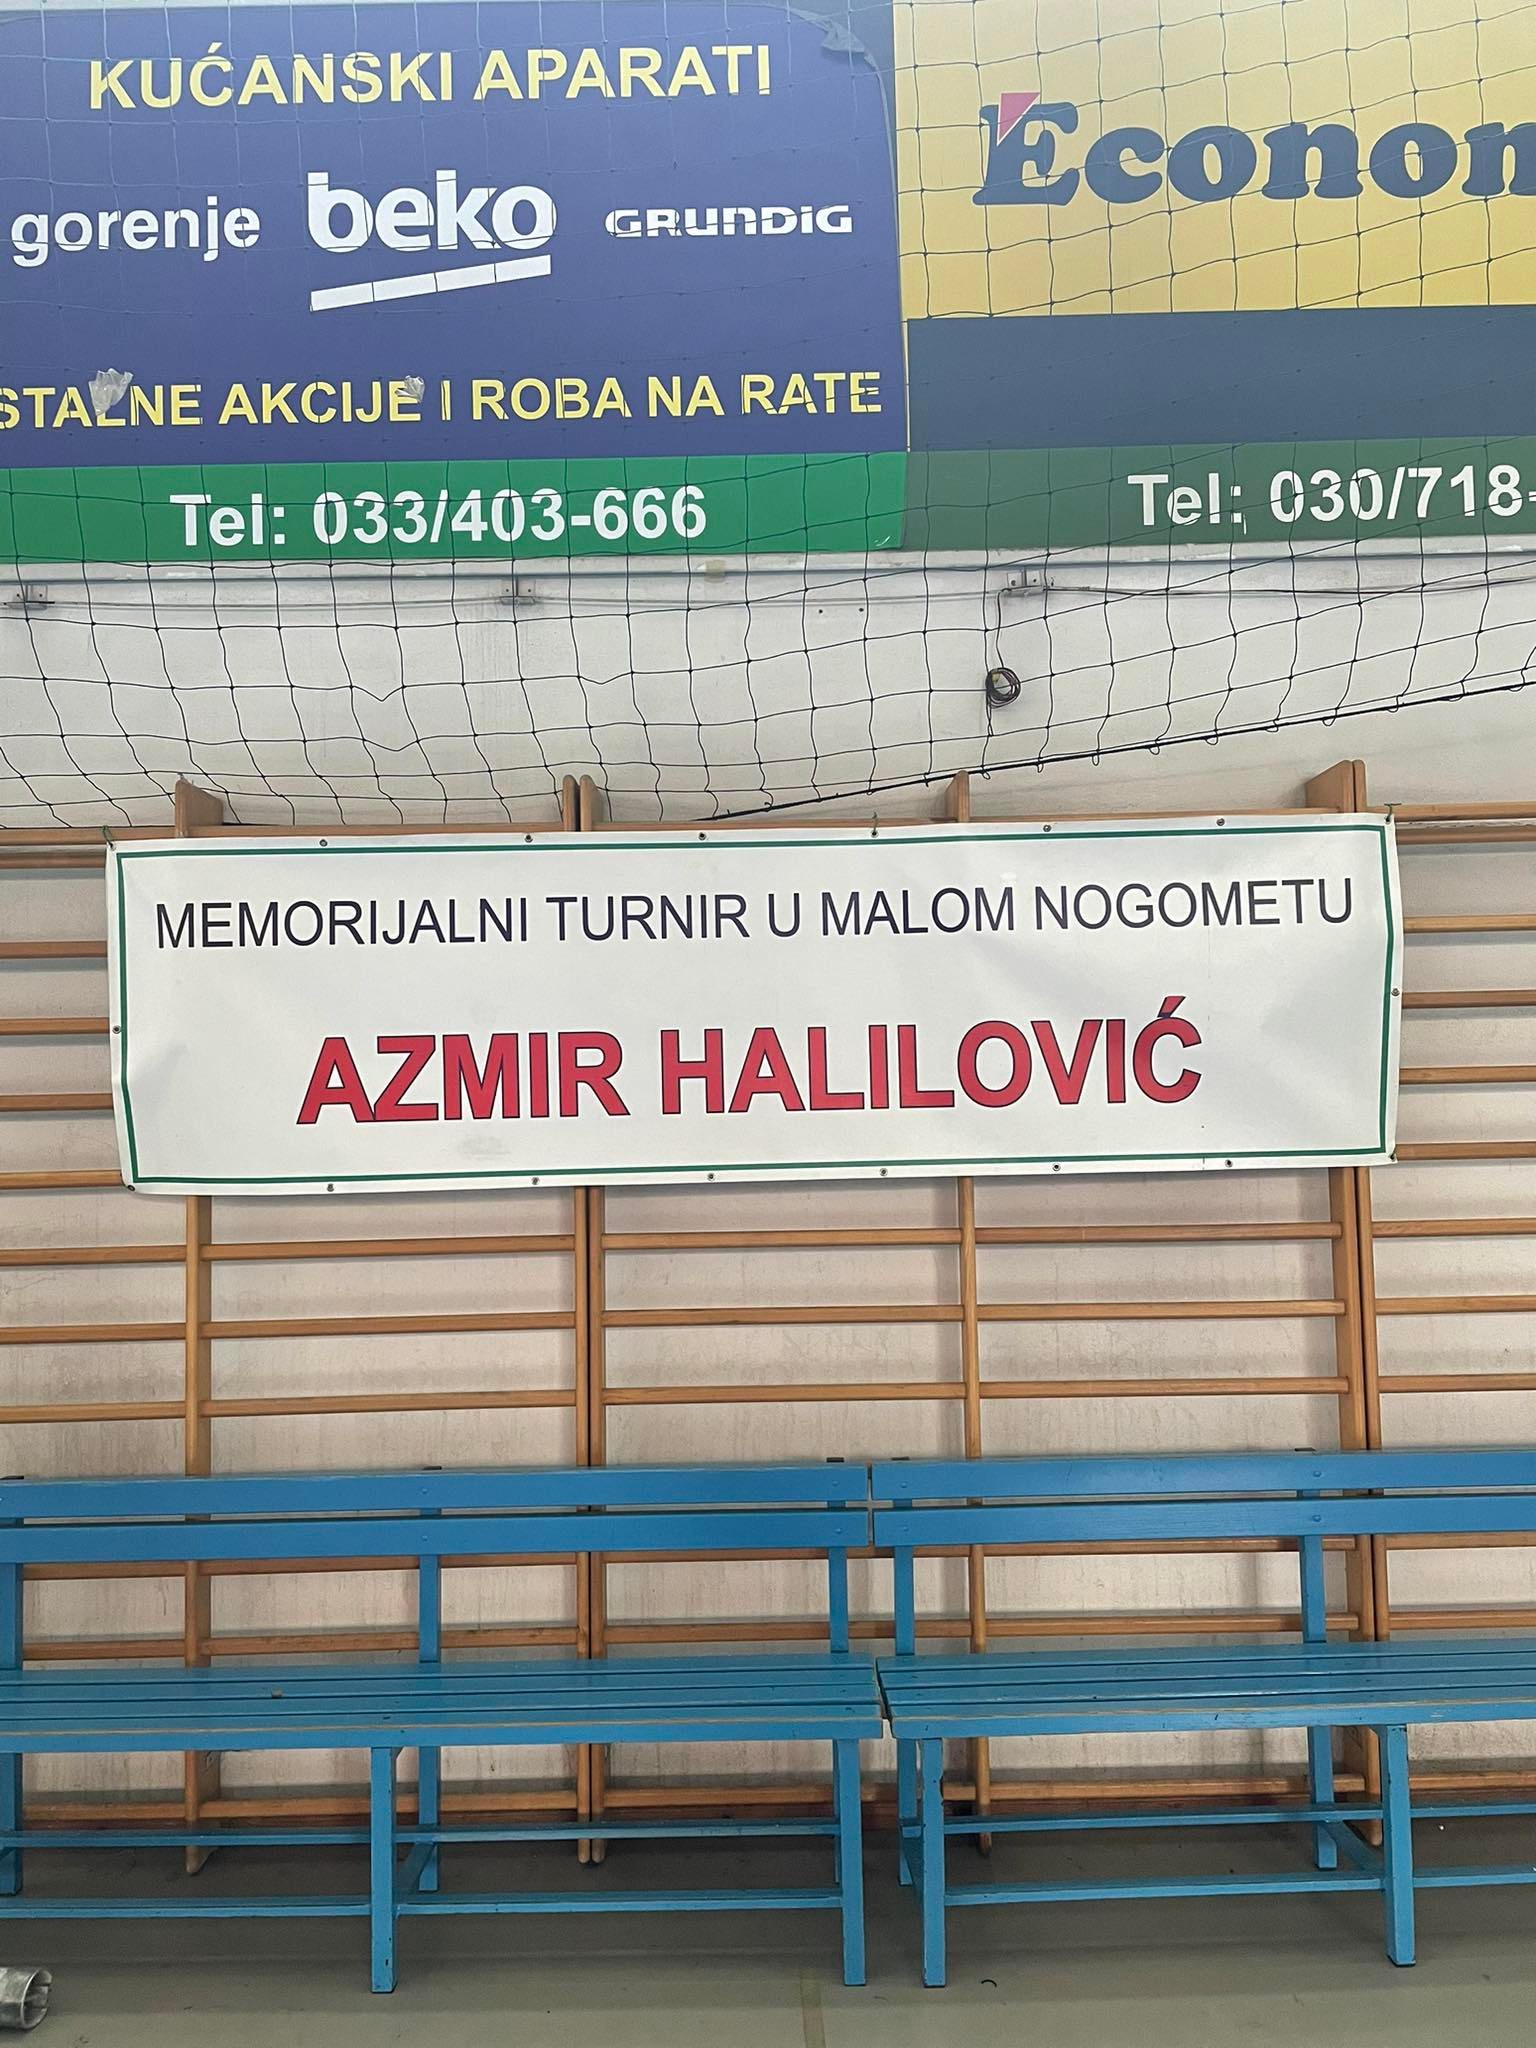 KUĆANSKI APARATI
gorenje beko GRUNDIG
STALNE AKCIJE I ROBA NA RATE
Tel: 033/403-666
Econom
Tel: 030/718-
MEMORIJALNI TURNIR U MALOM NOGOMETU
AZMIR HALILOVIĆ